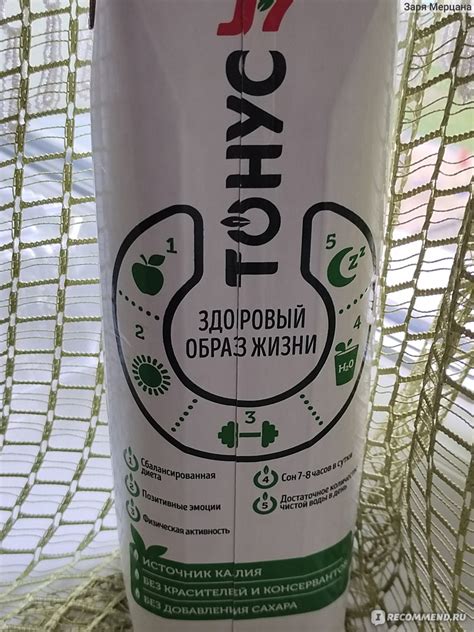 Заря Мерцана
ТОНУС
1
5
ZZ
ЗДОРОВЫЙ
ОБРАЗ ЖИЗНИ
2
4
H₂O
3
1 Сбалансированная
диета
2 Позитивные эмоции
3 Физическая активность
4 Сон 7-8 часов в сутки
5 Достаточное количество
чистой воды в день
ИСТОЧНИК КАЛИЯ
БЕЗ КРАСИТЕЛЕЙ И КОНСЕРВАНТОВ
БЕЗ ДОБАВЛЕНИЯ САХАРА
RECOMMEND.RU